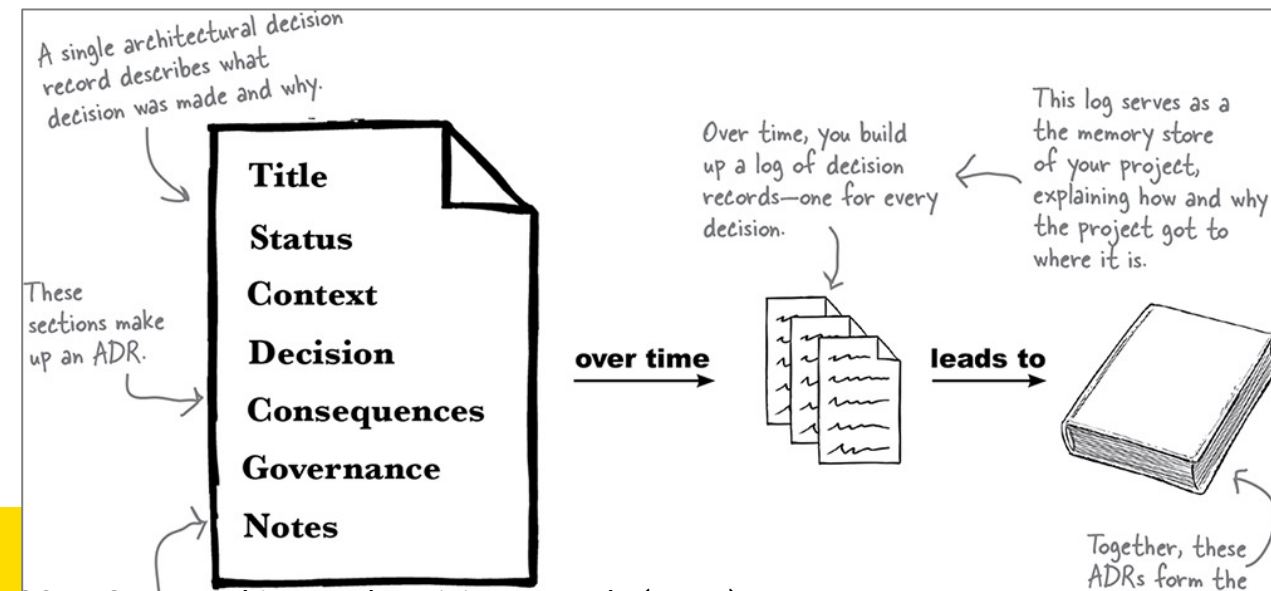 A single architectural decision
record describes what
decision was made and why.
Title
Status
Context
Decision
Consequences
Governance
Notes
These
sections make
up an ADR.
over time
Over time, you build
up a log of decision
records—one for every
decision.
leads to
This log serves as a
the memory store
of your project,
explaining how and why
the project got to
where it is.
Together, these
ADRs form the